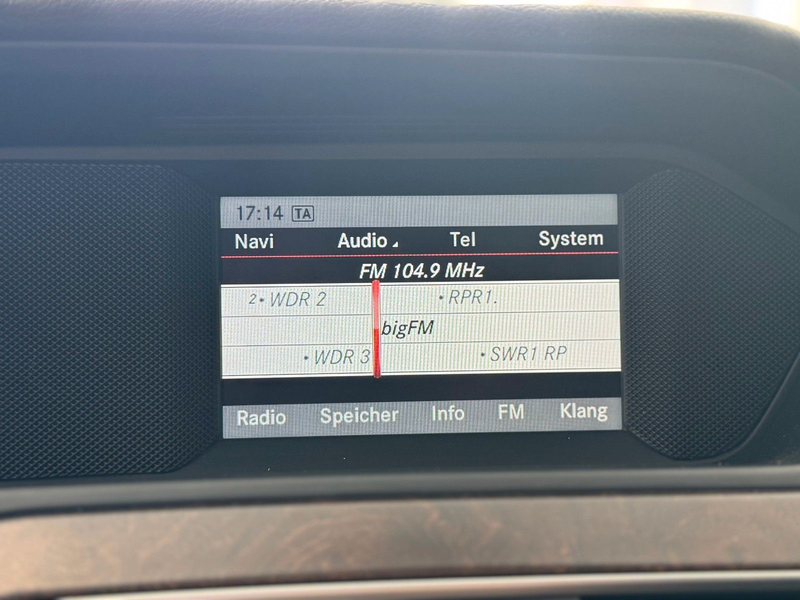 17:14 TA
Navi Audio Tel System
FM 104.9 MHz
2 • WDR 2 • RPR1.
bigFM
• WDR 3 • SWR1 RP
Radio Speicher Info FM Klang